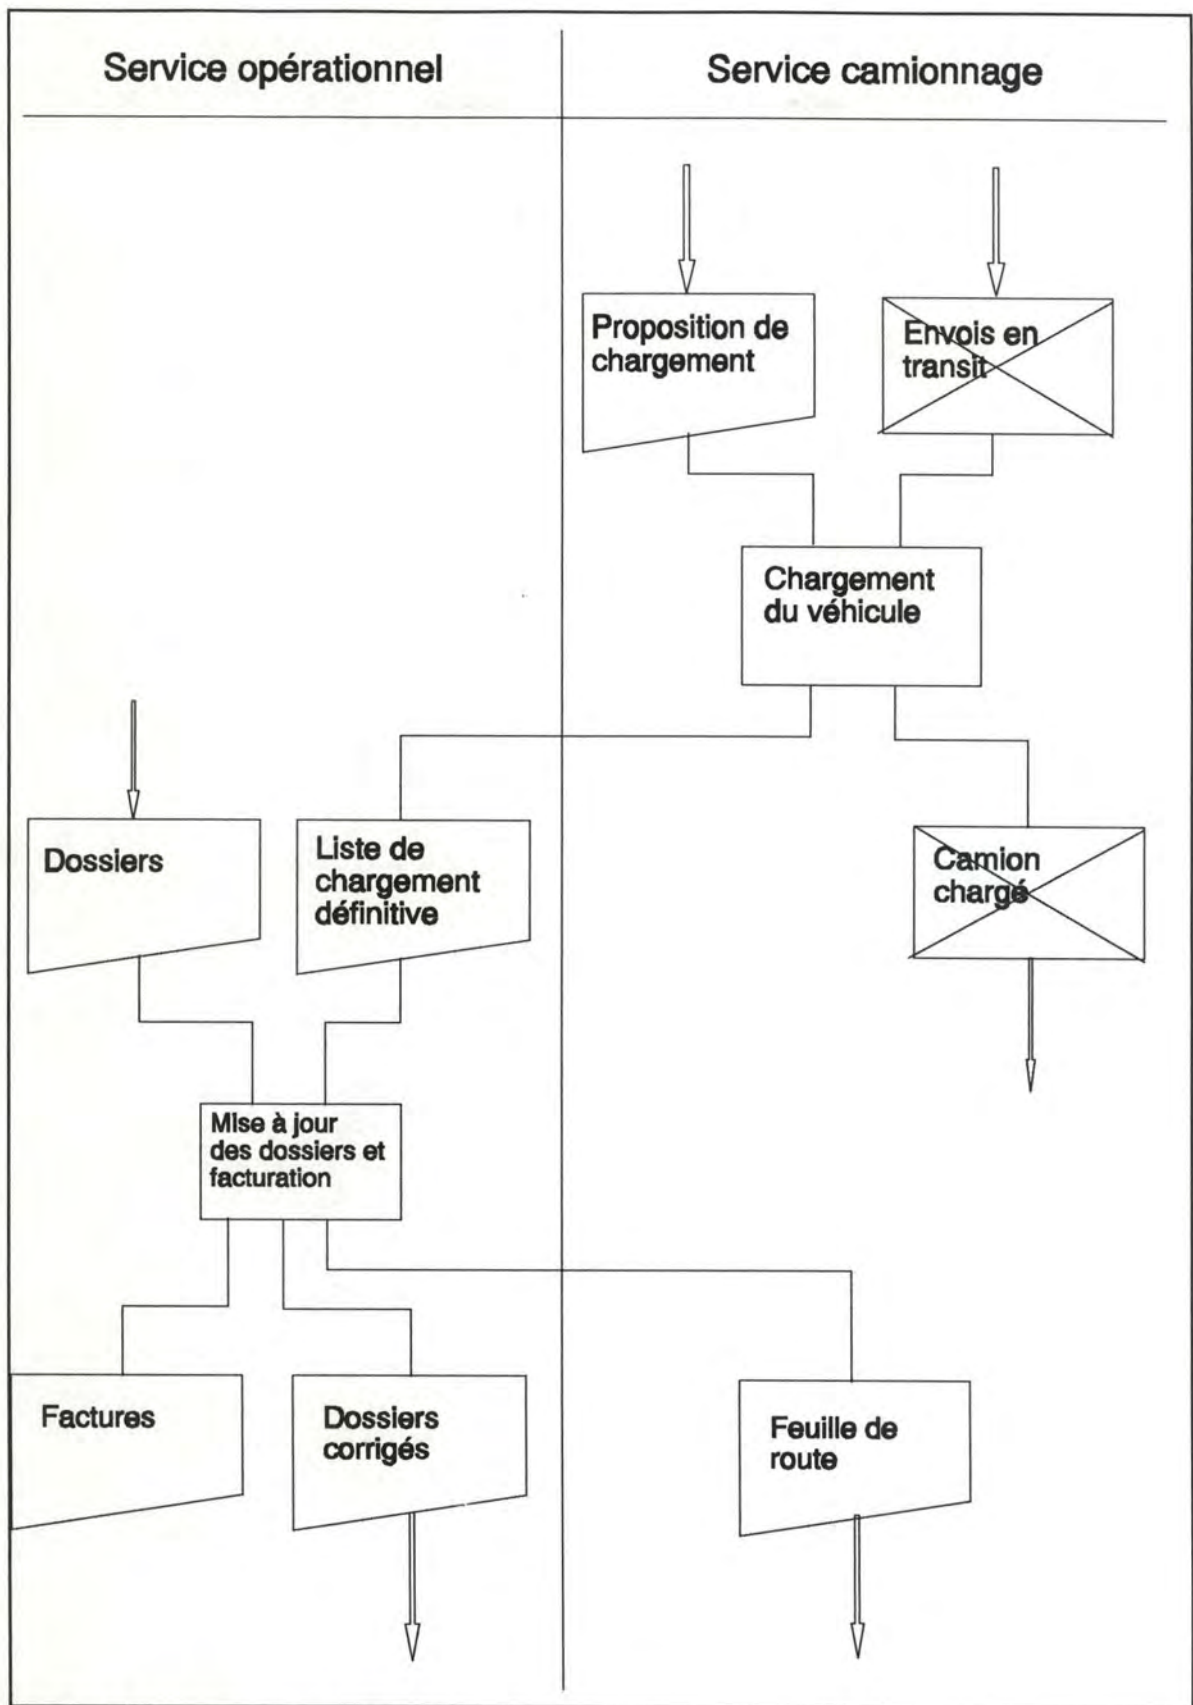 Service opérationnel
Service camionnage
Proposition de
chargement
Envois en
transit
Chargement
du véhicule
Dossiers
Liste de
chargement
définitive
Camion
chargé
Mise à jour
des dossiers et
facturation
Factures
Dossiers
corrigés
Feuille de
route